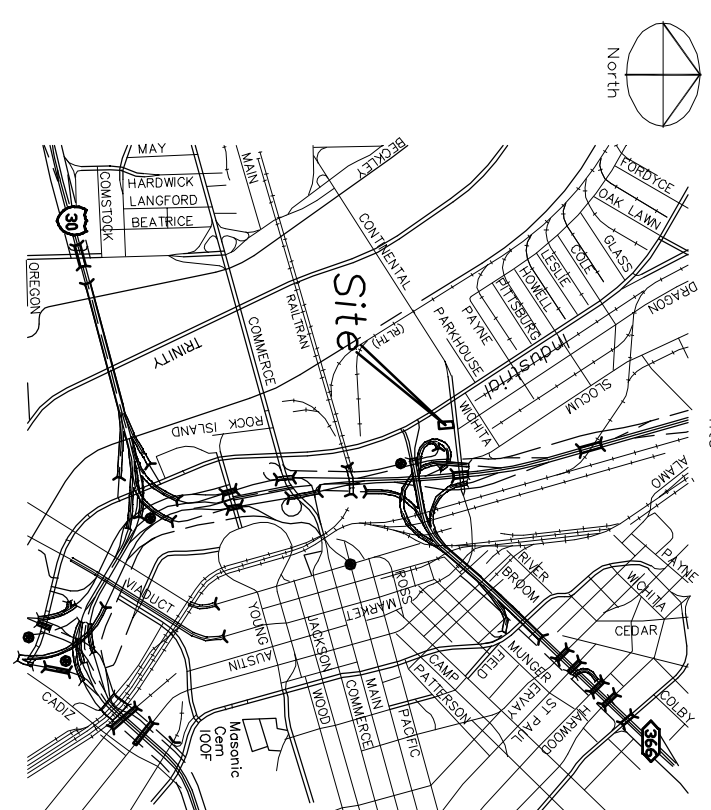 North
MAY
HARDWICK
LANGFORD
BEATRICE
COMSTOCK
MAIN
BECKLEY
30
OREGON
CONTINENTAL
FORDYCE
OAK LAWN
GLASS
COLE
LESLIE
HOWELL
PITTSBURG
PAYNE
PARKHOUSE
DRAGON
Site
(RLTH)
RAILTRAN
COMMERCE
TRINITY
Industrial
SLOCUM
WICHITA
ROCK ISLAND
ALAMO
PAYNE
RIVER
BROOM
WICHITA
CEDAR
ROSS
MARKET
VIADUCT
YOUNG
AUSTIN
JACKSON
WOOD
COMMERCE
MAIN
PACIFIC
CAMP
PATTERSON
FIELD
MUNGER
ERVAY
ST PAUL
HARWOOD
COLBY
366
CADIZ
Masonic
Cem
IOOF